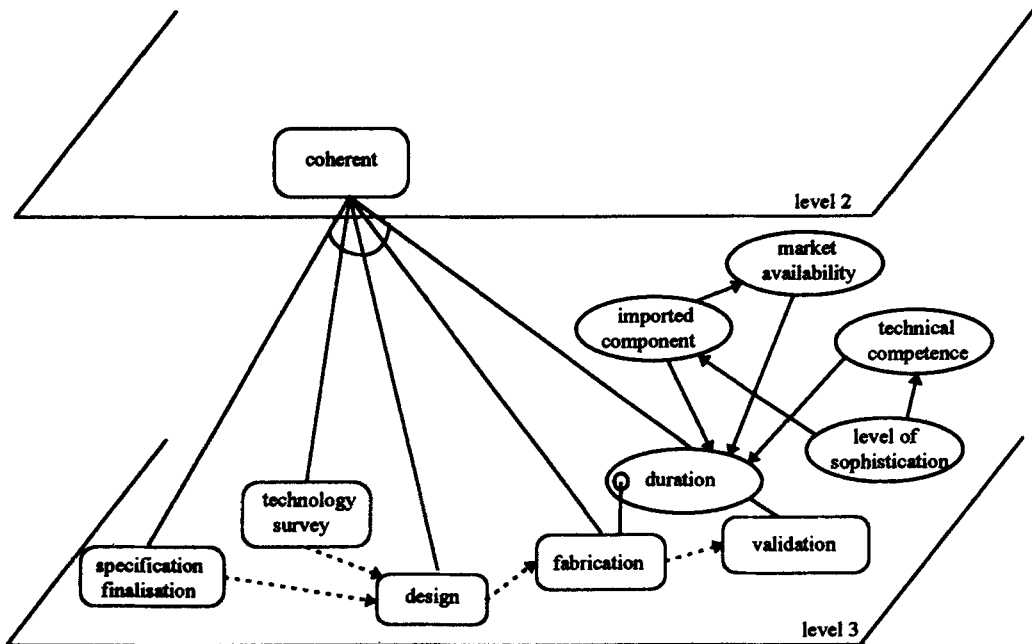 coherent
level 2
market
availability
imported
component
technical
competence
level of
sophistication
duration
technology
survey
validation
fabrication
specification
finalisation
design
level 3